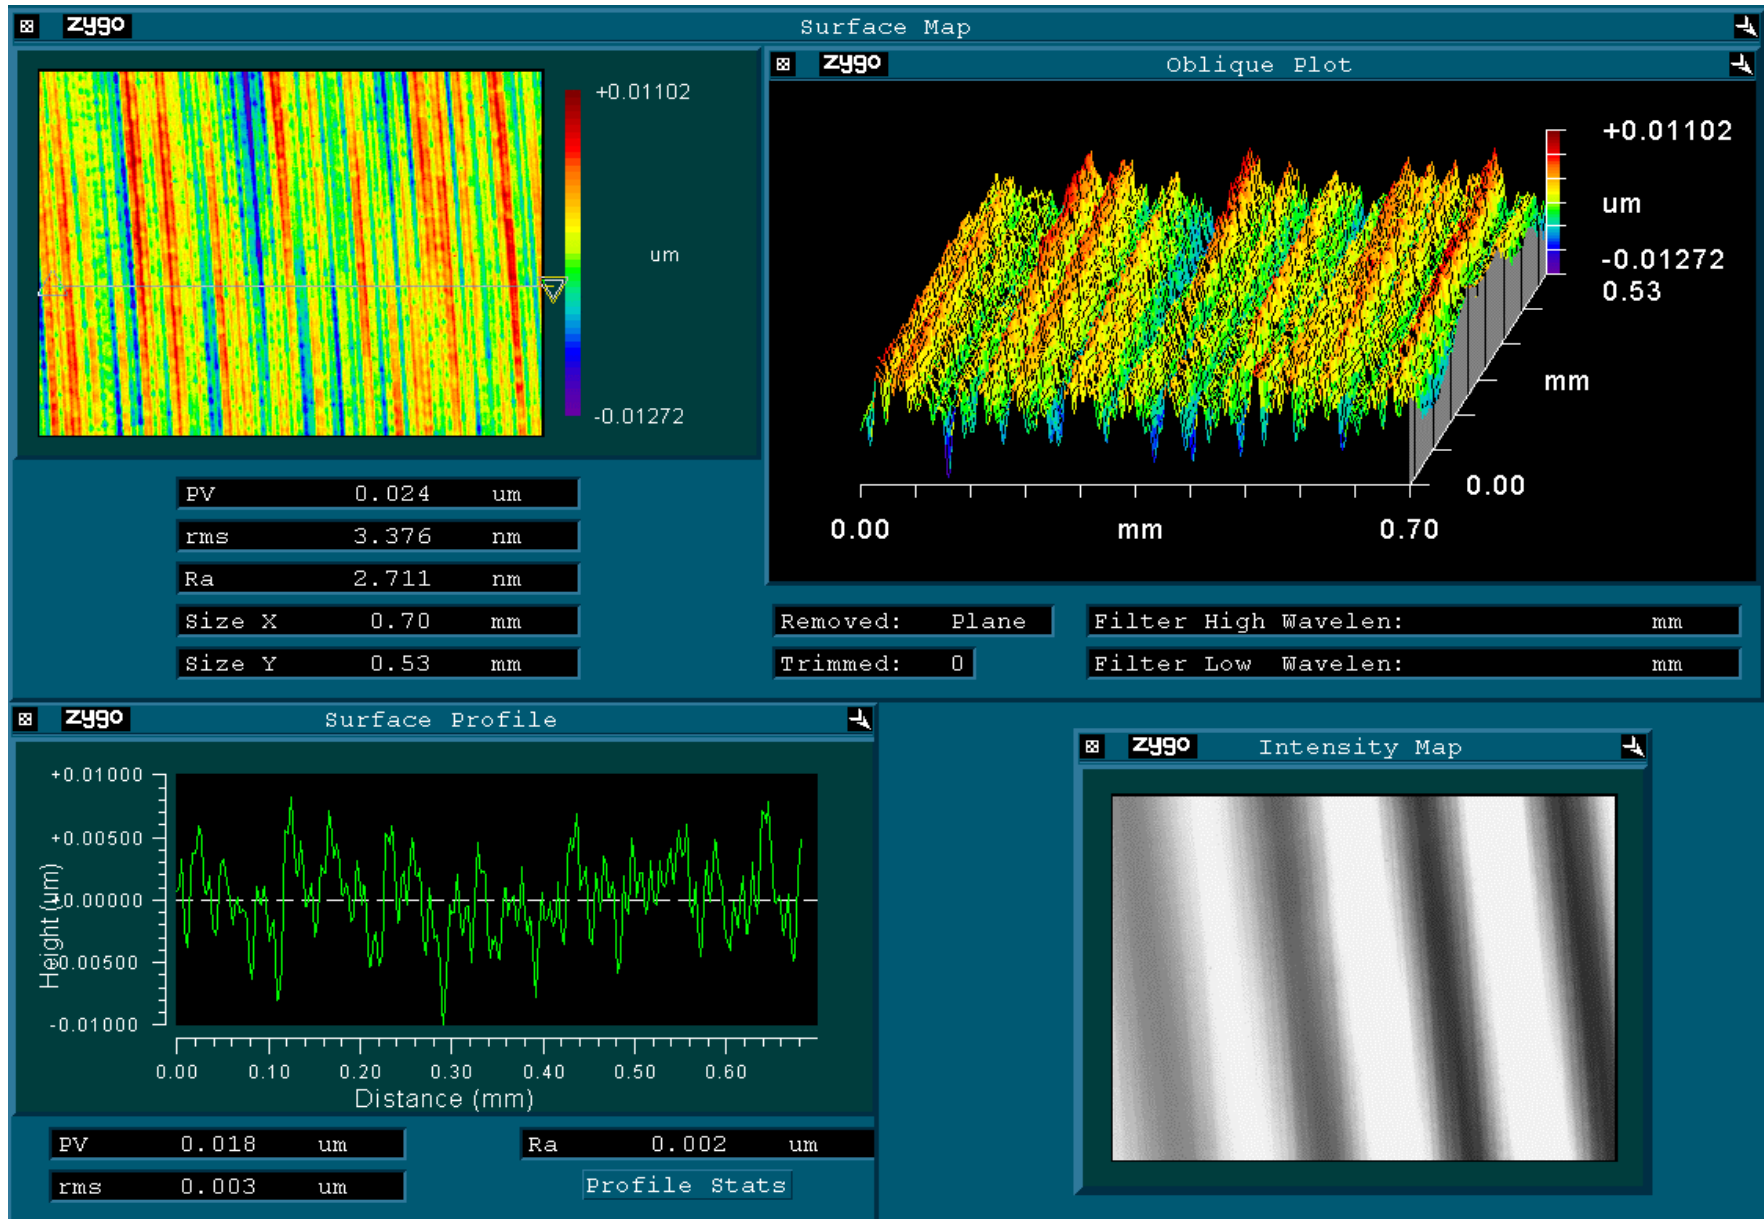 zygo Surface Map
+0.01102
um
-0.01272
zygo Oblique Plot
+0.01102
um
-0.01272
0.53
mm
0.00
0.00 mm 0.70
PV 0.024 um
rms 3.376 nm
Ra 2.711 nm
Size X 0.70 mm
Size Y 0.53 mm
Removed: Plane
Trimmed: 0
Filter High Wavelen: mm
Filter Low Wavelen: mm
zygo Surface Profile
+0.01000
+0.00500
+0.00000
-0.00500
-0.01000
Height (um)
0.00 0.10 0.20 0.30 0.40 0.50 0.60
Distance (mm)
PV 0.018 um
rms 0.003 um
Ra 0.002 um
Profile Stats
zygo Intensity Map